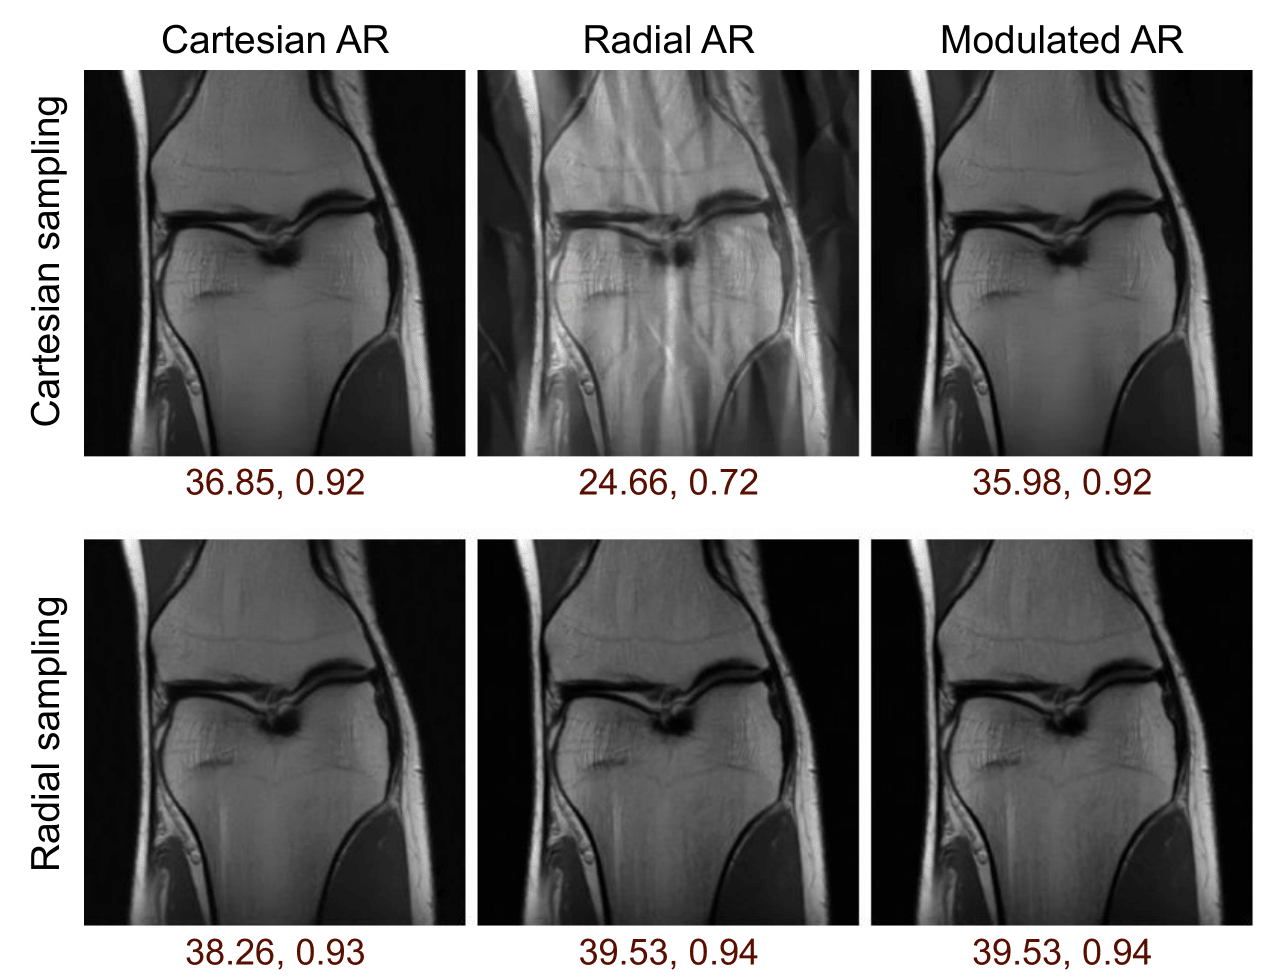 Cartesian AR
Radial AR
Modulated AR
Cartesian sampling
36.85, 0.92
24.66, 0.72
35.98, 0.92
Radial sampling
38.26, 0.93
39.53, 0.94
39.53, 0.94